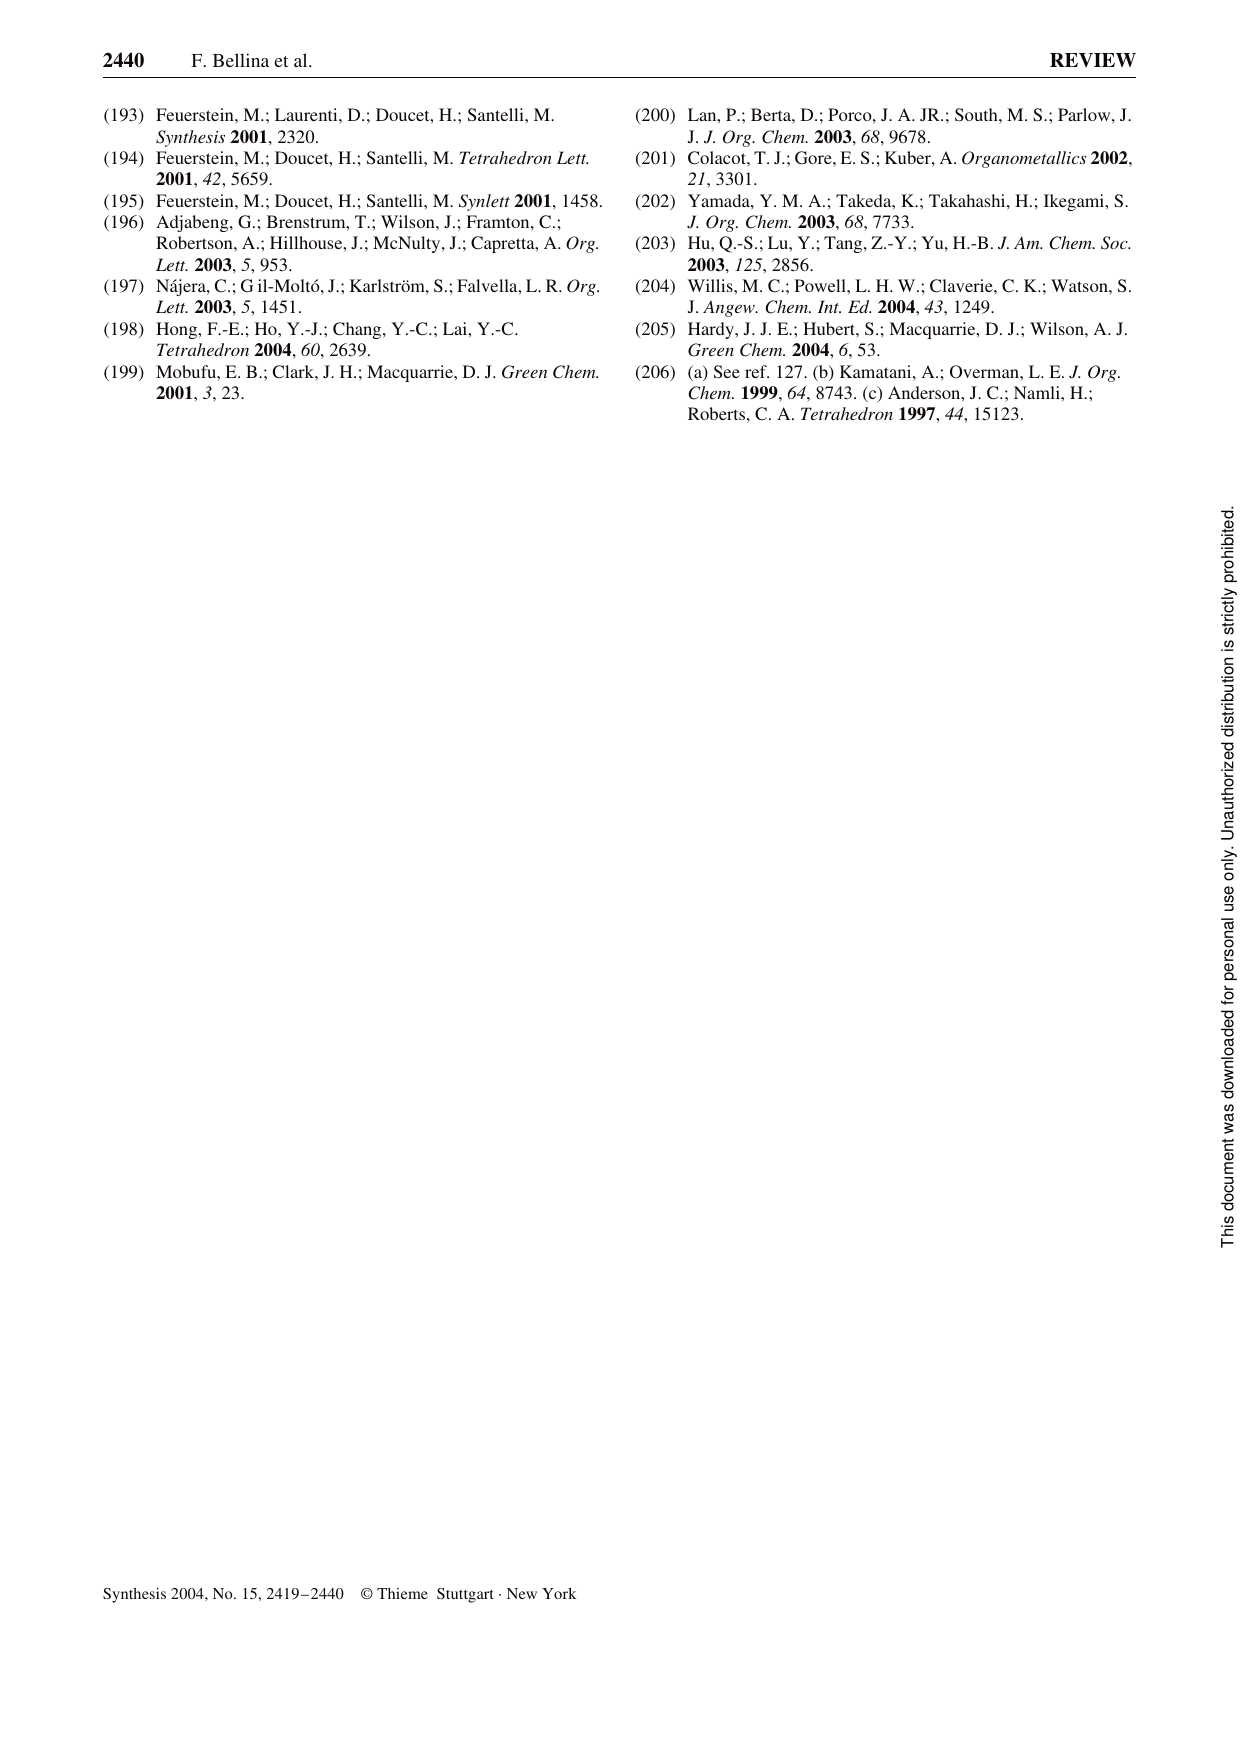 2440 F. Bellina et al. REVIEW
(193) Feuerstein, M.; Laurenti, D.; Doucet, H.; Santelli, M.
Synthesis 2001, 2320.
(194) Feuerstein, M.; Doucet, H.; Santelli, M. Tetrahedron Lett.
2001, 42, 5659.
(195) Feuerstein, M.; Doucet, H.; Santelli, M. Synlett 2001, 1458.
(196) Adjabeng, G.; Brenstrum, T.; Wilson, J.; Framton, C.;
Robertson, A.; Hillhouse, J.; McNulty, J.; Capretta, A. Org.
Lett. 2003, 5, 953.
(197) Nájera, C.; G il-Moltó, J.; Karlström, S.; Falvella, L. R. Org.
Lett. 2003, 5, 1451.
(198) Hong, F.-E.; Ho, Y.-J.; Chang, Y.-C.; Lai, Y.-C.
Tetrahedron 2004, 60, 2639.
(199) Mobufu, E. B.; Clark, J. H.; Macquarrie, D. J. Green Chem.
2001, 3, 23.
(200) Lan, P.; Berta, D.; Porco, J. A. JR.; South, M. S.; Parlow, J.
J. J. Org. Chem. 2003, 68, 9678.
(201) Colacot, T. J.; Gore, E. S.; Kuber, A. Organometallics 2002,
21, 3301.
(202) Yamada, Y. M. A.; Takeda, K.; Takahashi, H.; Ikegami, S.
J. Org. Chem. 2003, 68, 7733.
(203) Hu, Q.-S.; Lu, Y.; Tang, Z.-Y.; Yu, H.-B. J. Am. Chem. Soc.
2003, 125, 2856.
(204) Willis, M. C.; Powell, L. H. W.; Claverie, C. K.; Watson, S.
J. Angew. Chem. Int. Ed. 2004, 43, 1249.
(205) Hardy, J. J. E.; Hubert, S.; Macquarrie, D. J.; Wilson, A. J.
Green Chem. 2004, 6, 53.
(206) (a) See ref. 127. (b) Kamatani, A.; Overman, L. E. J. Org.
Chem. 1999, 64, 8743. (c) Anderson, J. C.; Namli, H.;
Roberts, C. A. Tetrahedron 1997, 44, 15123.
This document was downloaded for personal use only. Unauthorized distribution is strictly prohibited.
Synthesis 2004, No. 15, 2419–2440 © Thieme Stuttgart · New York